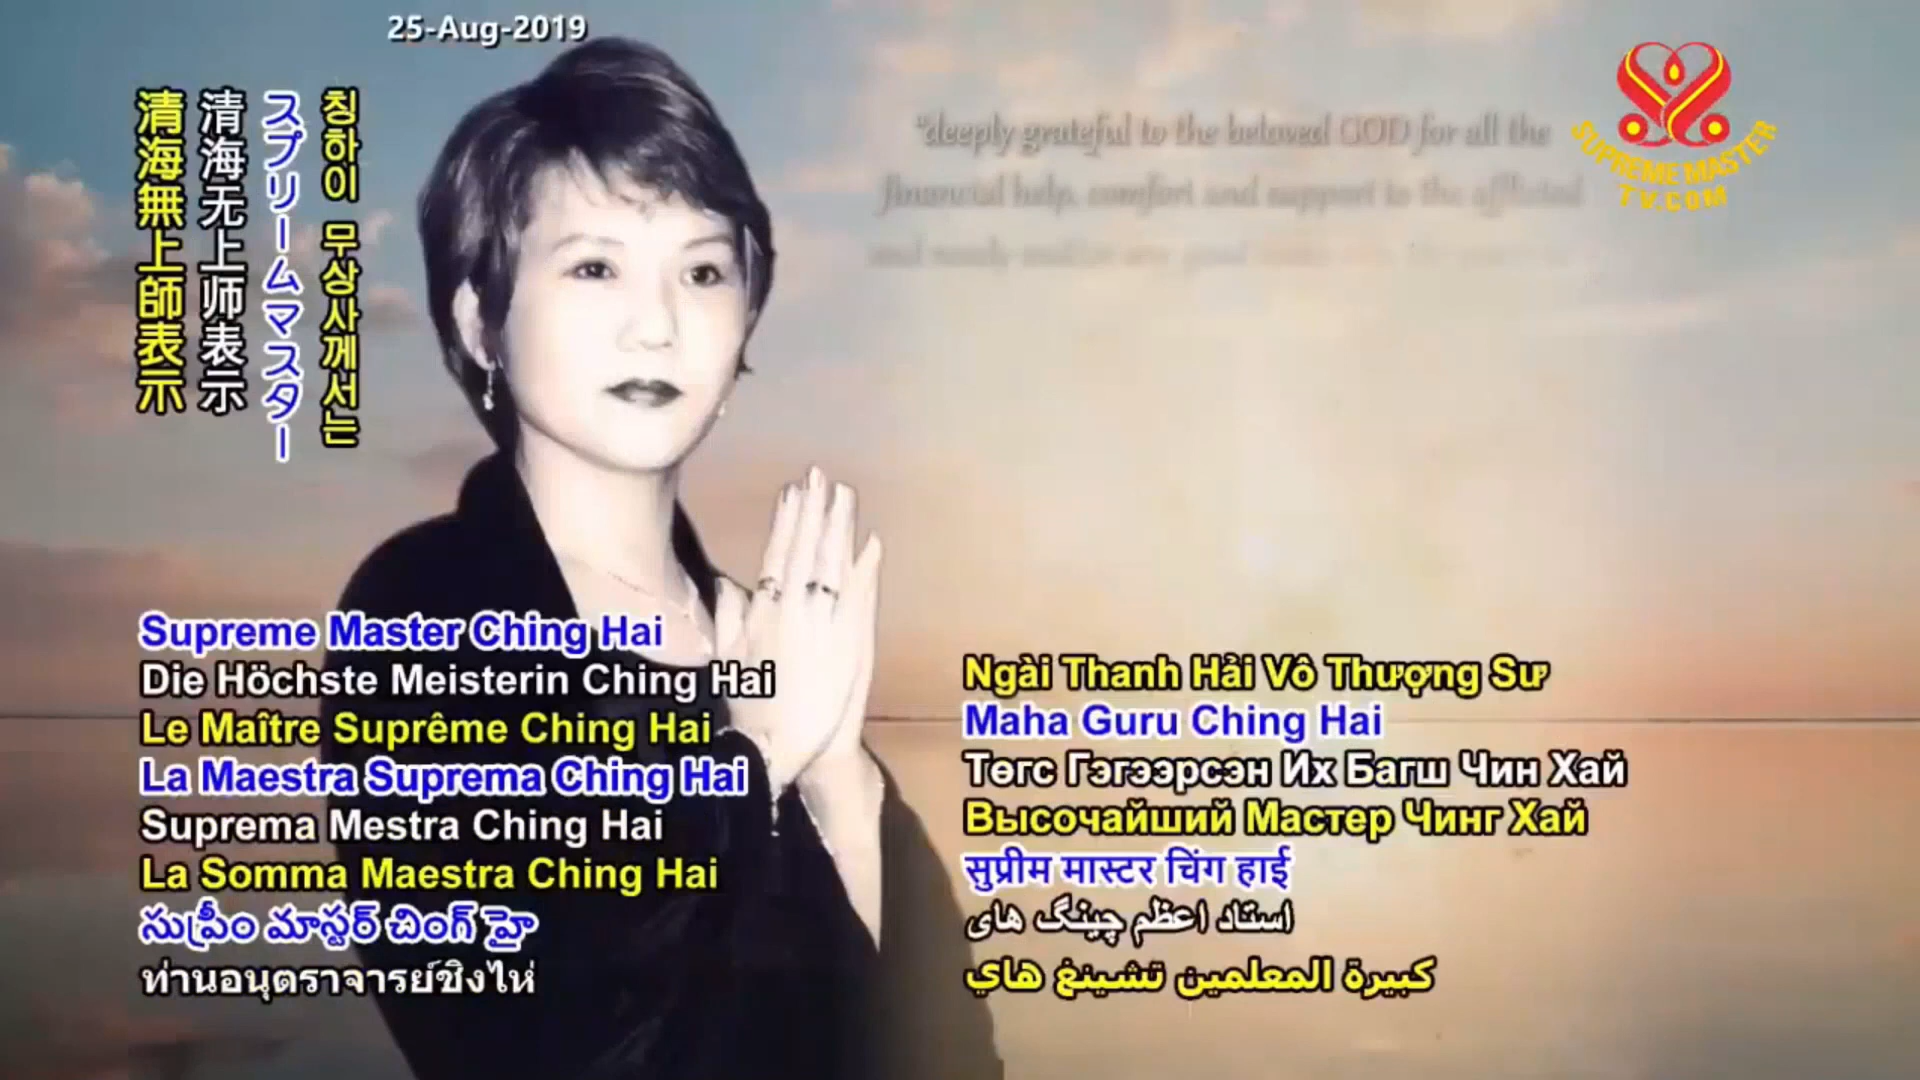 25-Aug-2019
清海無上師表示
清海无上师表示
スプリームマスター
칭하이 무상사께서는
"deeply grateful to the beloved GOD for all the
financial help, comfort and support to the afflicted
SUPREME MASTER
TV.COM
Supreme Master Ching Hai
Die Höchste Meisterin Ching Hai
Le Maître Suprême Ching Hai
La Maestra Suprema Ching Hai
Suprema Mestra Ching Hai
La Somma Maestra Ching Hai
సుప్రీం మాస్టర్ చింగ్ హై
ท่านอนุตราจารย์ชิงไห่
Ngài Thanh Hải Vô Thượng Sư
Maha Guru Ching Hai
Төгс Гэгээрсэн Их Багш Чин Хай
Высочайший Мастер Чинг Хай
सुप्रीम मास्टर चिंग हाई
استاد اعظم چینگ های
كبيرة المعلمين تشينغ هاي